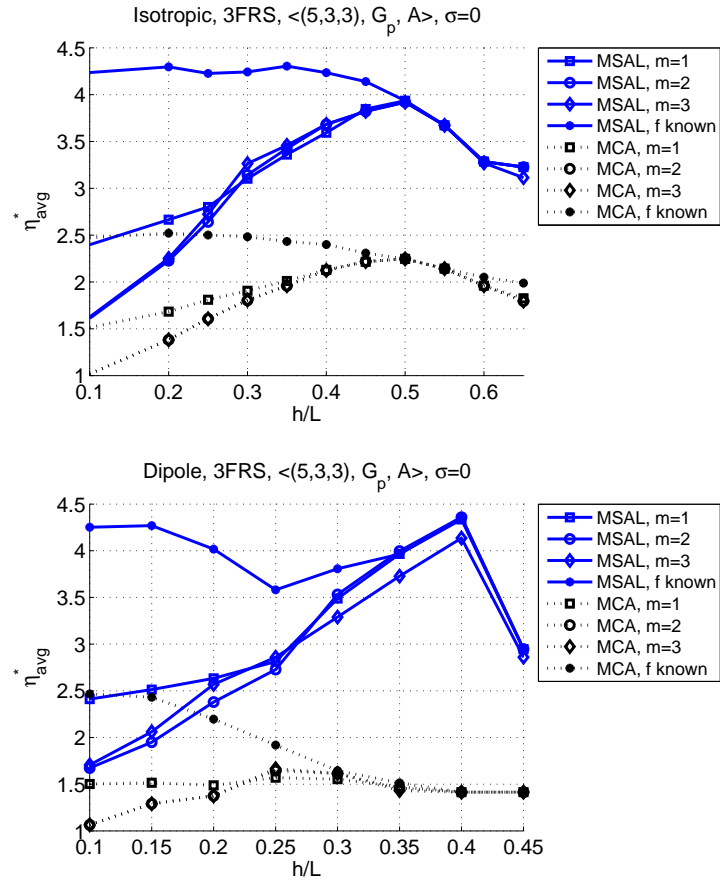 Isotropic, 3FRS, <(5,3,3), G_p, A>, σ=0
4.5
4
3.5
3
2.5
2
1.5
1
η*_avg
0.1
0.2
0.3
0.4
0.5
0.6
h/L
MSAL, m=1
MSAL, m=2
MSAL, m=3
MSAL, f known
MCA, m=1
MCA, m=2
MCA, m=3
MCA, f known
Dipole, 3FRS, <(5,3,3), G_p, A>, σ=0
4.5
4
3.5
3
2.5
2
1.5
1
η*_avg
0.1
0.15
0.2
0.25
0.3
0.35
0.4
0.45
h/L
MSAL, m=1
MSAL, m=2
MSAL, m=3
MSAL, f known
MCA, m=1
MCA, m=2
MCA, m=3
MCA, f known